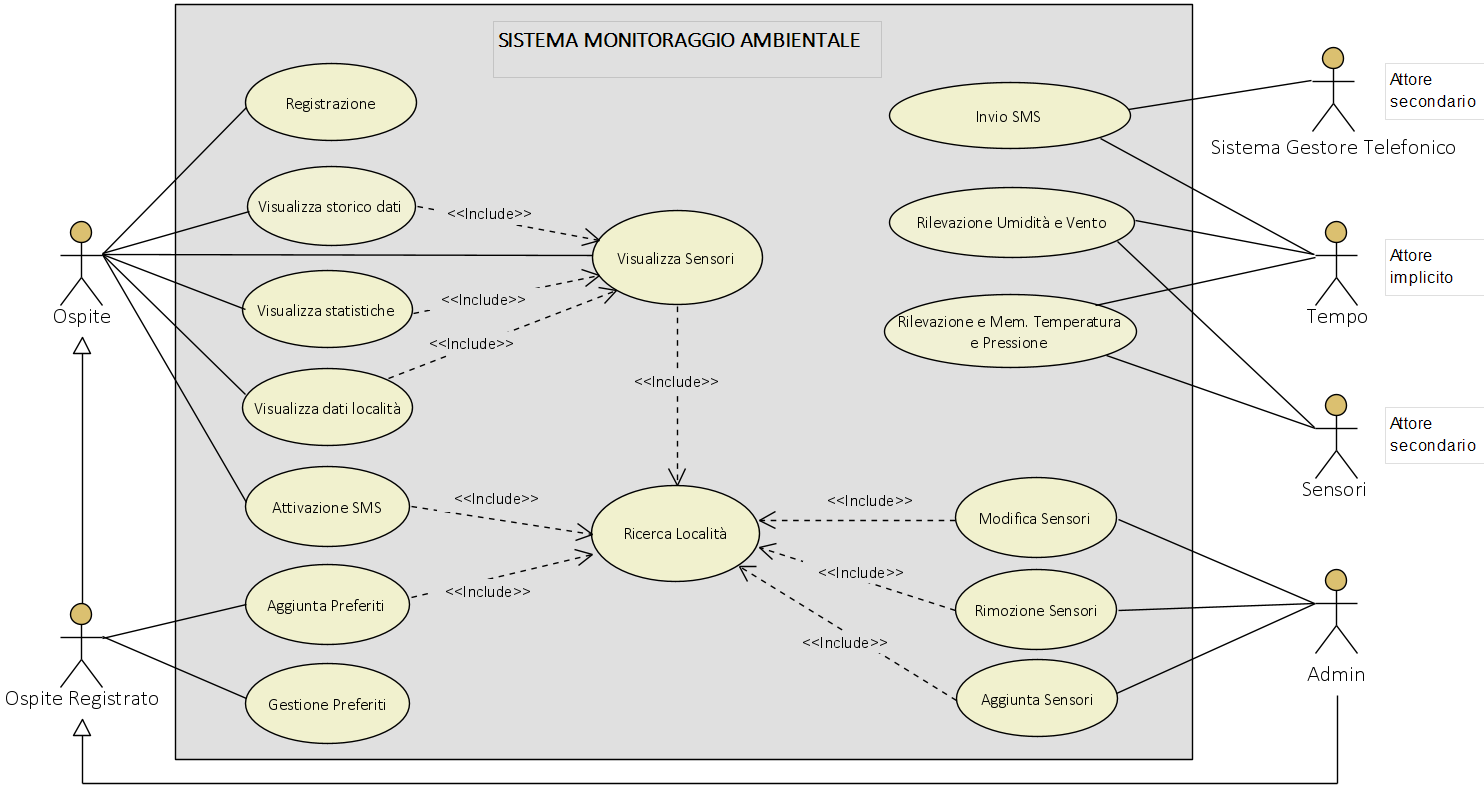 SISTEMA MONITORAGGIO AMBIENTALE
Registrazione
Visualizza storico dati
<<Include>>
Visualizza Sensori
Visualizza statistiche
<<Include>>
<<Include>>
Visualizza dati località
<<Include>>
Attivazione SMS
<<Include>>
Ricerca Località
Aggiunta Preferiti
<<Include>>
Gestione Preferiti
Ospite
Ospite Registrato
Invio SMS
Rilevazione Umidità e Vento
Rilevazione e Mem. Temperatura
e Pressione
<<Include>>
Modifica Sensori
<<Include>>
Rimozione Sensori
<<Include>>
Aggiunta Sensori
Attore
secondario
Sistema Gestore Telefonico
Attore
implicito
Tempo
Attore
secondario
Sensori
Admin